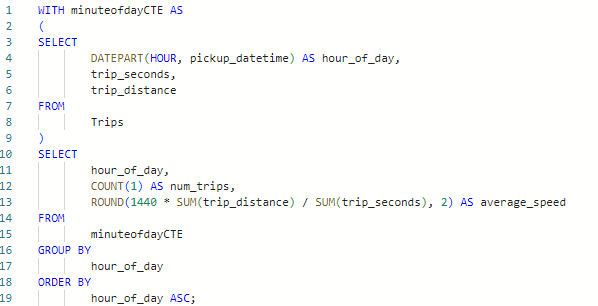 1 WITH minuteofdayCTE AS
2 (
3 SELECT
4 DATEPART(HOUR, pickup_datetime) AS hour_of_day,
5 trip_seconds,
6 trip_distance
7 FROM
8 Trips
9 )
10 SELECT
11 hour_of_day,
12 COUNT(1) AS num_trips,
13 ROUND(1440 * SUM(trip_distance) / SUM(trip_seconds), 2) AS average_speed
14 FROM
15 minuteofdayCTE
16 GROUP BY
17 hour_of_day
18 ORDER BY
19 hour_of_day ASC;